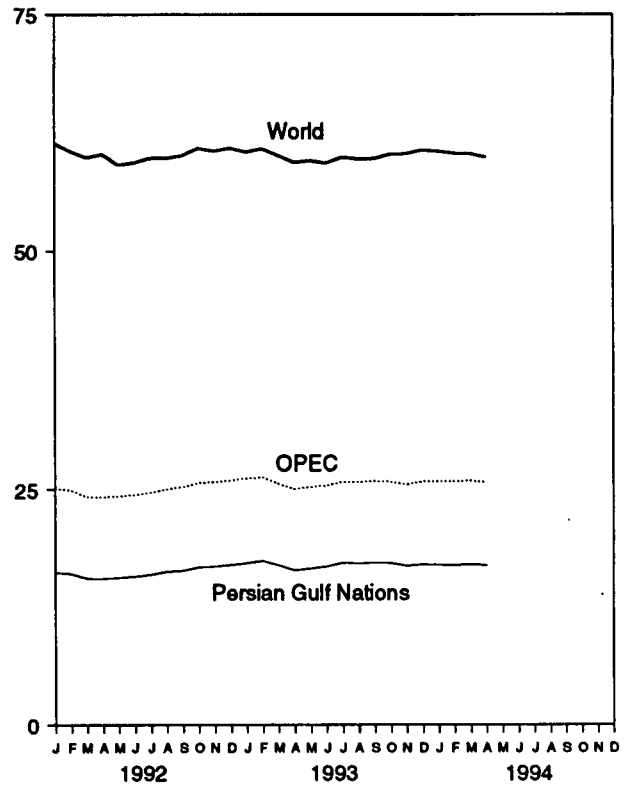 75
World
50
OPEC
25
Persian Gulf Nations
0
J F M A M J J A S O N D J F M A M J J A S O N D J F M A M J J A S O N D
1992 1993 1994